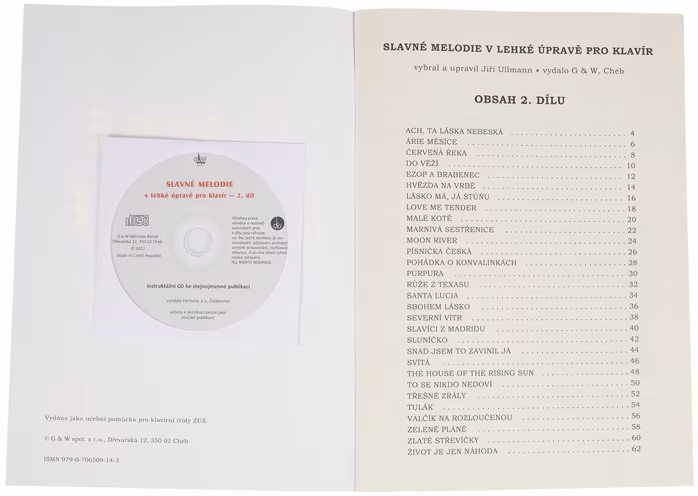 SLAVNÉ MELODIE
v lehké úpravě pro klavír — 2. díl
© 2012
Made in Czech Republic
ALL RIGHTS RESERVED.
instruktážní CD ke stejnojmenné publikaci
určeno k distribuci pouze jako
součást publikace
Vydáno jako učební pomůcka pro klavírní třídy ZUŠ.
© G & W spol. s r.o., Dřevařská 12, 350 02 Cheb
ISMN 979-0-706509-14-3
SLAVNÉ MELODIE V LEHKÉ ÚPRAVĚ PRO KLAVÍR
vybral a upravil Jiří Ullmann • vydalo G & W, Cheb
OBSAH 2. DÍLU
ACH, TA LÁSKA NEBESKÁ 4
ÁRIE MĚSÍCE 6
ČERVENÁ ŘEKA 8
DO VĚŽÍ 10
EZOP A BRABENEC 12
HVĚZDA NA VRBĚ 14
LÁSKO MÁ, JÁ STŮŇU 16
LOVE ME TENDER 18
MALÉ KOTĚ 20
MARNIVÁ SESTŘENICE 22
MOON RIVER 24
PÍSNIČKA ČESKÁ 26
POHÁDKA O KONVALINKÁCH 28
PURPURA 30
RŮŽE Z TEXASU 32
SANTA LUCIA 34
SBOHEM LÁSKO 36
SEVERNÍ VÍTR 38
SLAVÍCI Z MADRIDU 40
SLUNÍČKO 42
SNAD JSEM TO ZAVINIL JÁ 44
SVÍTÁ 46
THE HOUSE OF THE RISING SUN 48
TO SE NIKDO NEDOVÍ 50
TŘEŠNĚ ZRÁLY 52
TULÁK 54
VALČÍK NA ROZLOUČENOU 56
ZELENÉ PLÁNĚ 58
ZLATÉ STŘEVÍČKY 60
ŽIVOT JE JEN NÁHODA 62